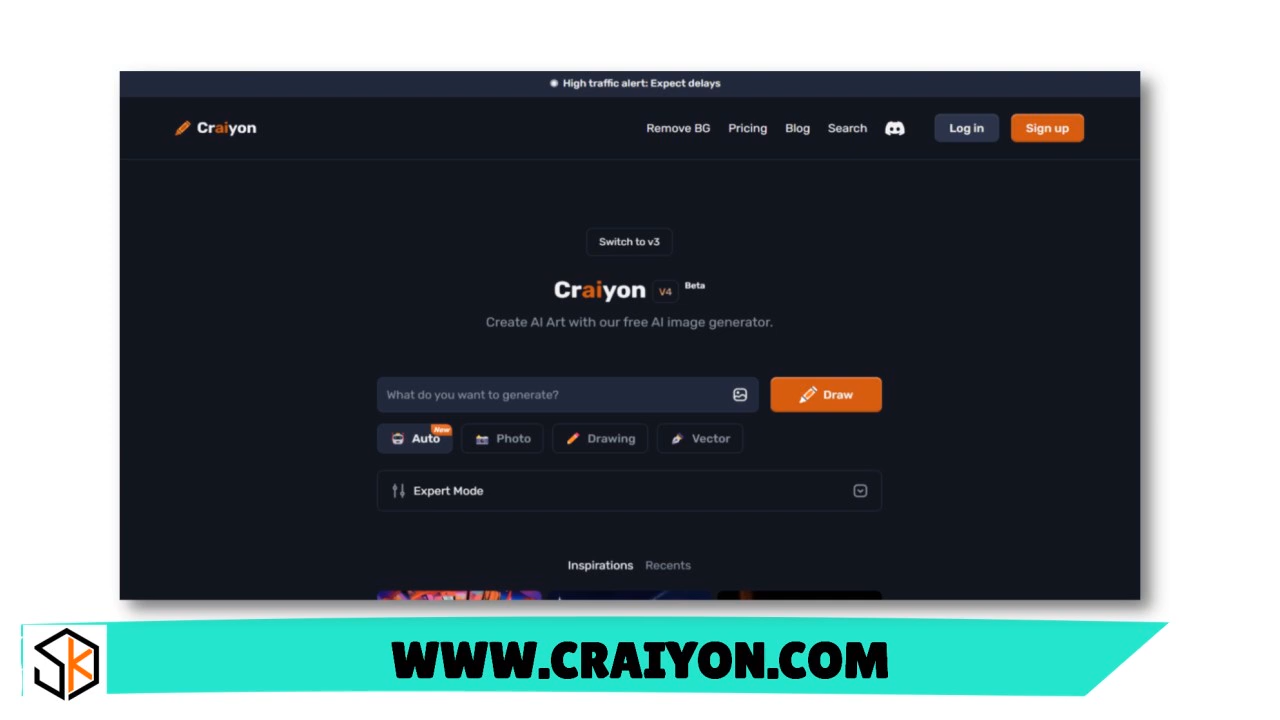 High traffic alert: Expect delays
Craiyon
Remove BG Pricing Blog Search Log in Sign up
Switch to v3
Craiyon V4 Beta
Create AI Art with our free AI image generator.
What do you want to generate? Draw
Auto New Photo Drawing Vector
Expert Mode
Inspirations Recents
SK WWW.CRAIYON.COM